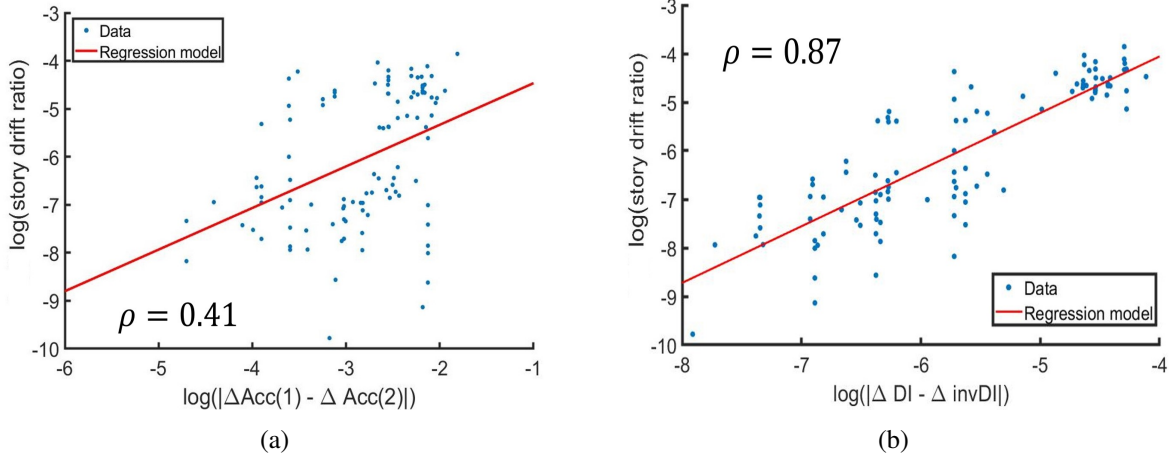 -3
-4
-5
-6
-7
-8
-9
-10
log(story drift ratio)
Data
Regression model
ρ = 0.41
-6 -5 -4 -3 -2 -1
log(|ΔAcc(1) - Δ Acc(2)|)
(a)
-3
-4
-5
-6
-7
-8
-9
-10
log(story drift ratio)
ρ = 0.87
Data
Regression model
-8 -7 -6 -5 -4
log(|Δ DI - Δ invDI|)
(b)